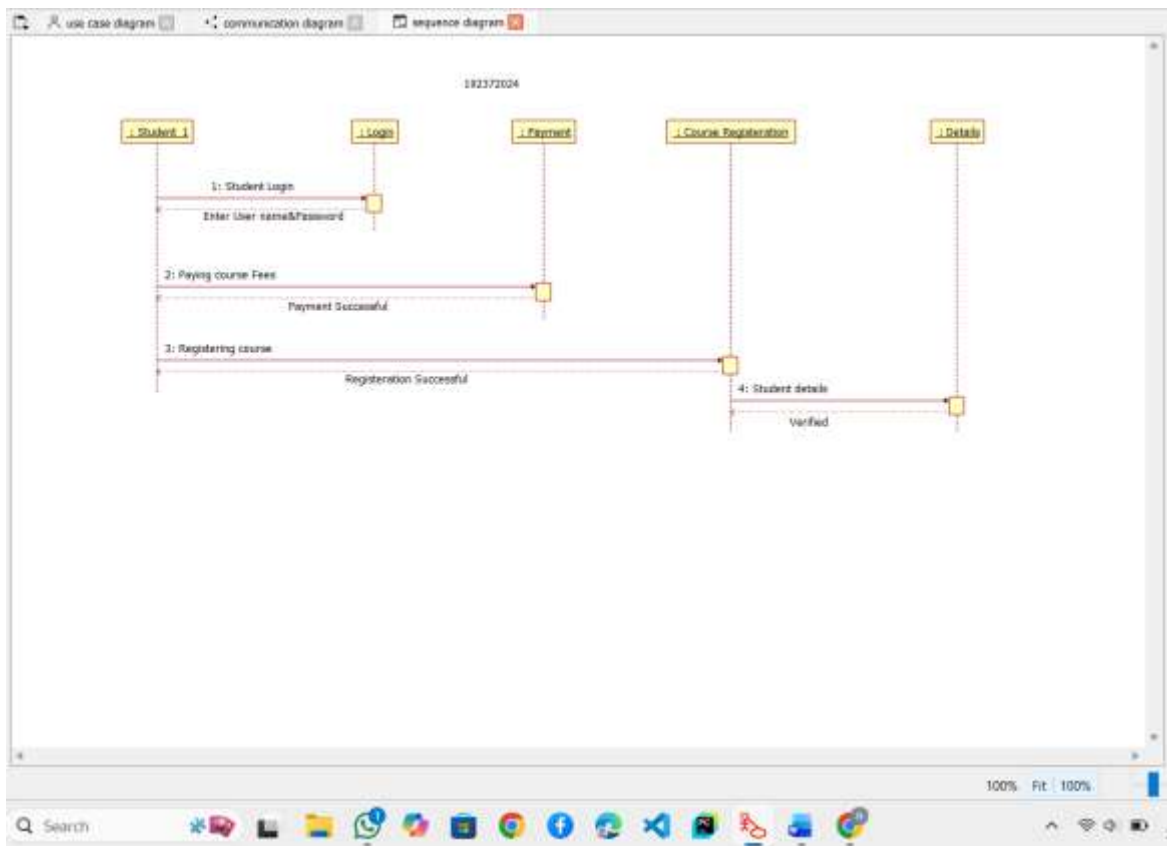 use case diagram
communication diagram
sequence diagram
192372024
: Student_1
: Login
: Payment
: Course Registeration
: Details
1: Student Login
Enter User name&Password
2: Paying course Fees
Payment Successful
3: Registering course
Registeration Successful
4: Student details
Verified
100% Fit 100%
Search